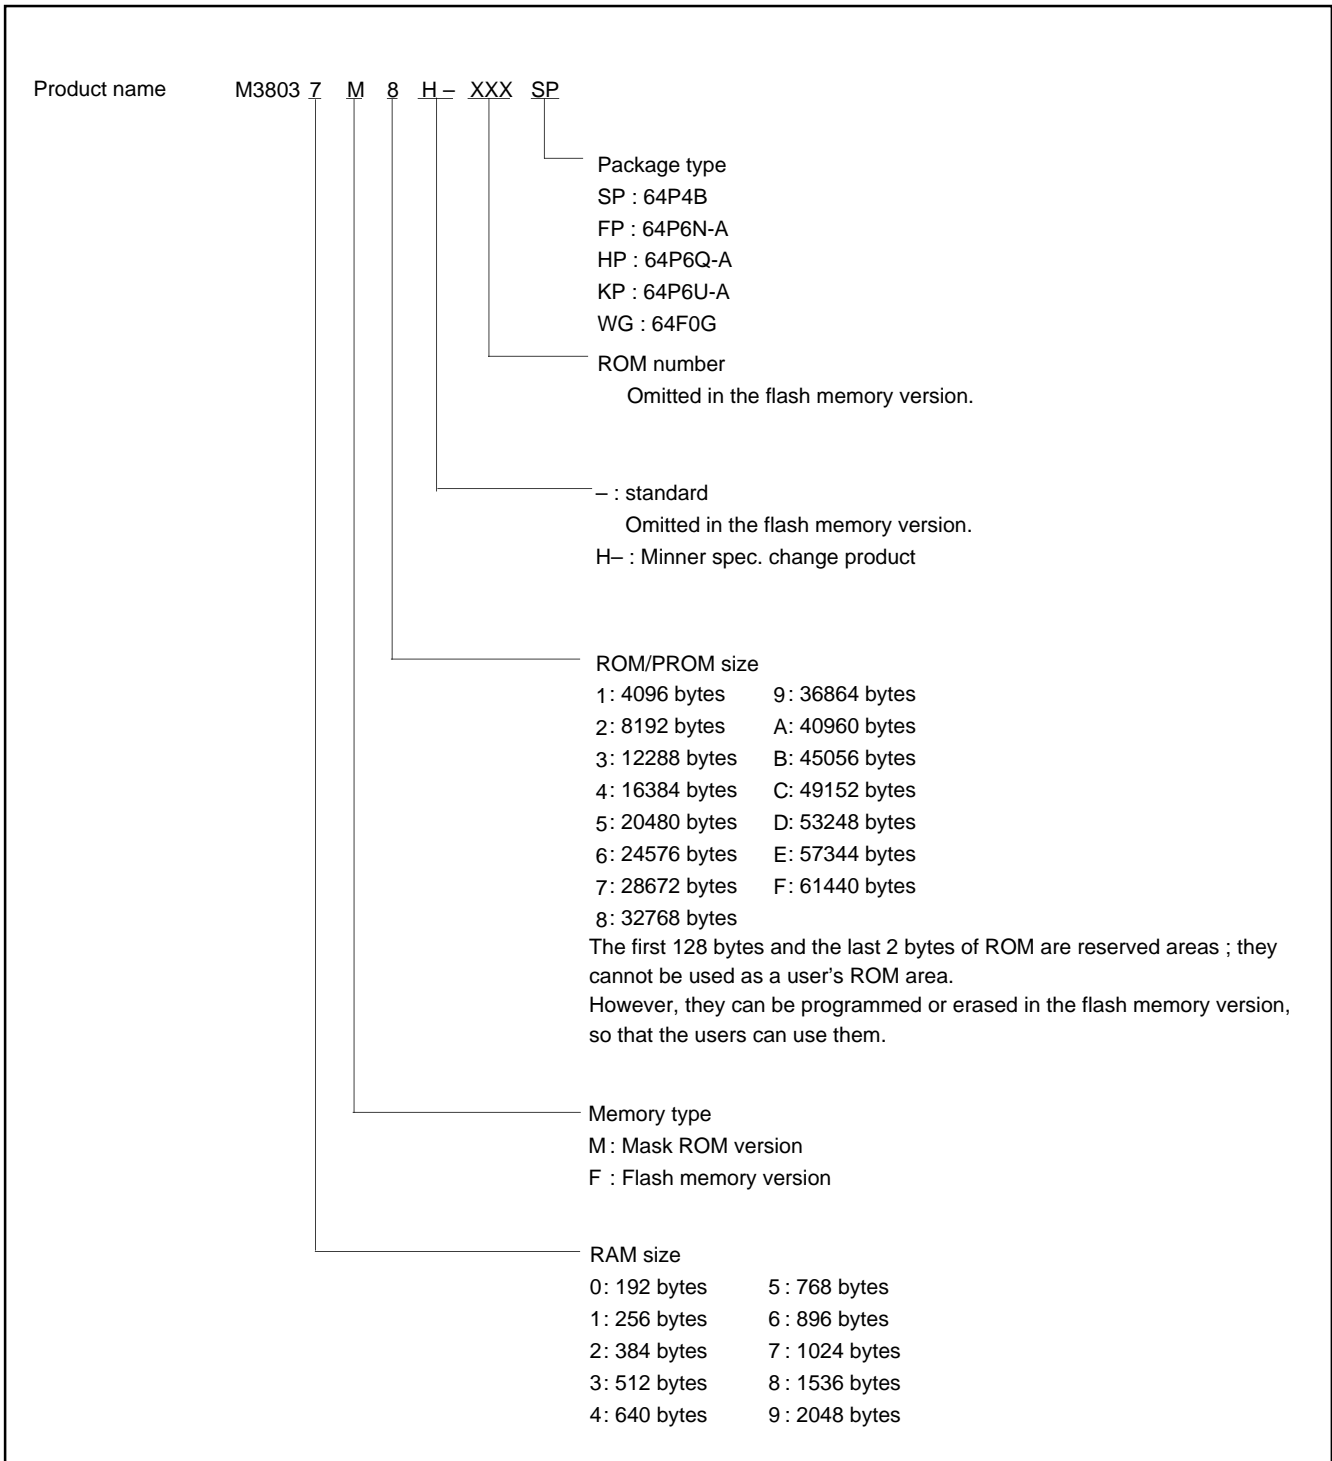 Product name M3803 7 M 8 H – XXX SP
Package type
SP : 64P4B
FP : 64P6N-A
HP : 64P6Q-A
KP : 64P6U-A
WG : 64F0G
ROM number
Omitted in the flash memory version.
– : standard
Omitted in the flash memory version.
H– : Minner spec. change product
ROM/PROM size
1: 4096 bytes 9: 36864 bytes
2: 8192 bytes A: 40960 bytes
3: 12288 bytes B: 45056 bytes
4: 16384 bytes C: 49152 bytes
5: 20480 bytes D: 53248 bytes
6: 24576 bytes E: 57344 bytes
7: 28672 bytes F: 61440 bytes
8: 32768 bytes
The first 128 bytes and the last 2 bytes of ROM are reserved areas ; they
cannot be used as a user’s ROM area.
However, they can be programmed or erased in the flash memory version,
so that the users can use them.
Memory type
M : Mask ROM version
F : Flash memory version
RAM size
0: 192 bytes 5 : 768 bytes
1: 256 bytes 6 : 896 bytes
2: 384 bytes 7 : 1024 bytes
3: 512 bytes 8 : 1536 bytes
4: 640 bytes 9 : 2048 bytes